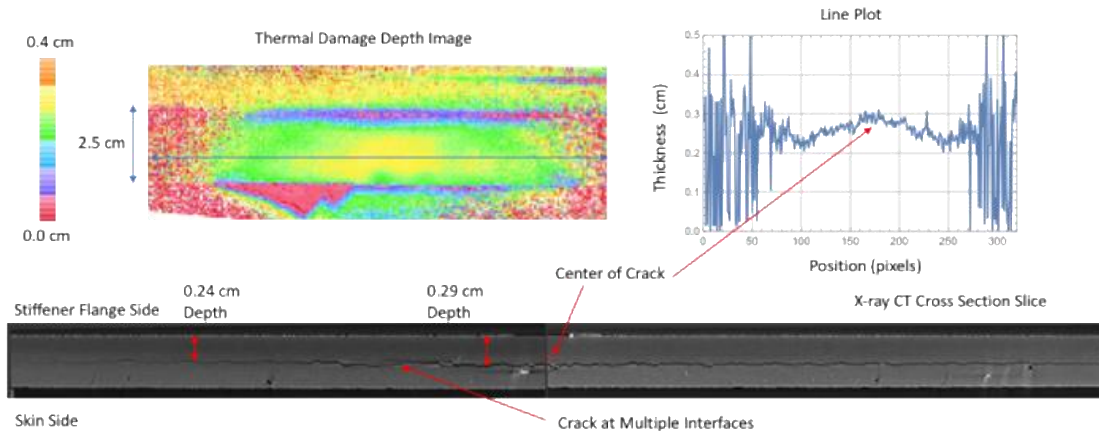 Line Plot
0.4 cm
Thermal Damage Depth Image
0.5
0.4
0.3
0.2
0.1
0.0
Thickness (cm)
2.5 cm
0.0 cm
0
50
100
150
200
250
300
Position (pixels)
Center of Crack
0.24 cm
Depth
0.29 cm
Depth
Stiffener Flange Side
X-ray CT Cross Section Slice
Skin Side
Crack at Multiple Interfaces